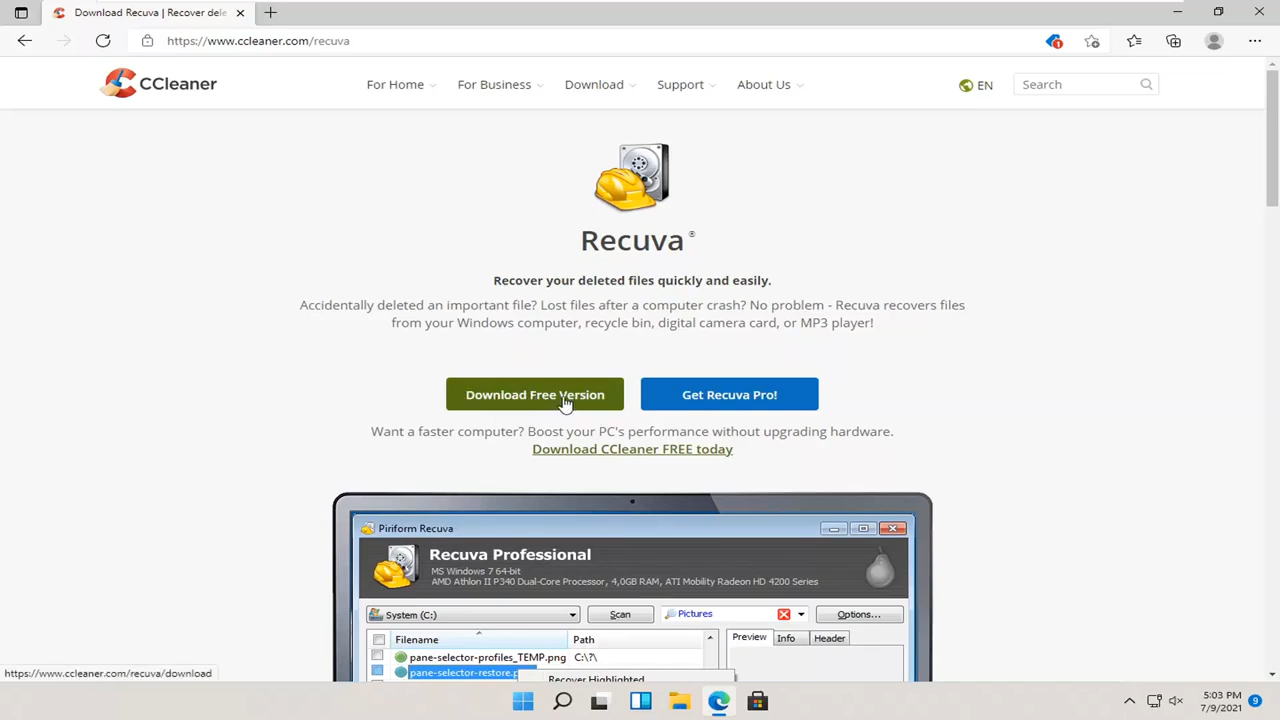 Download Recuva | Recover dele
https://www.ccleaner.com/recuva
1
CCleaner
For Home
For Business
Download
Support
About Us
EN
Search
Recuva®
Recover your deleted files quickly and easily.
Accidentally deleted an important file? Lost files after a computer crash? No problem - Recuva recovers files
from your Windows computer, recycle bin, digital camera card, or MP3 player!
Download Free Version
Get Recuva Pro!
Want a faster computer? Boost your PC's performance without upgrading hardware.
Download CCleaner FREE today
Piriform Recuva
Recuva Professional
MS Windows 7 64-bit
AMD Athlon II P340 Dual-Core Processor, 4,0GB RAM, ATI Mobility Radeon HD 4200 Series
System (C:)
Scan
Pictures
Options...
Filename
Path
Preview
Info
Header
pane-selector-profiles_TEMP.png
C:\?\
pane-selector-restore.p
Recover Highlighted
https://www.ccleaner.com/recuva/download
5:03 PM
7/9/2021
9